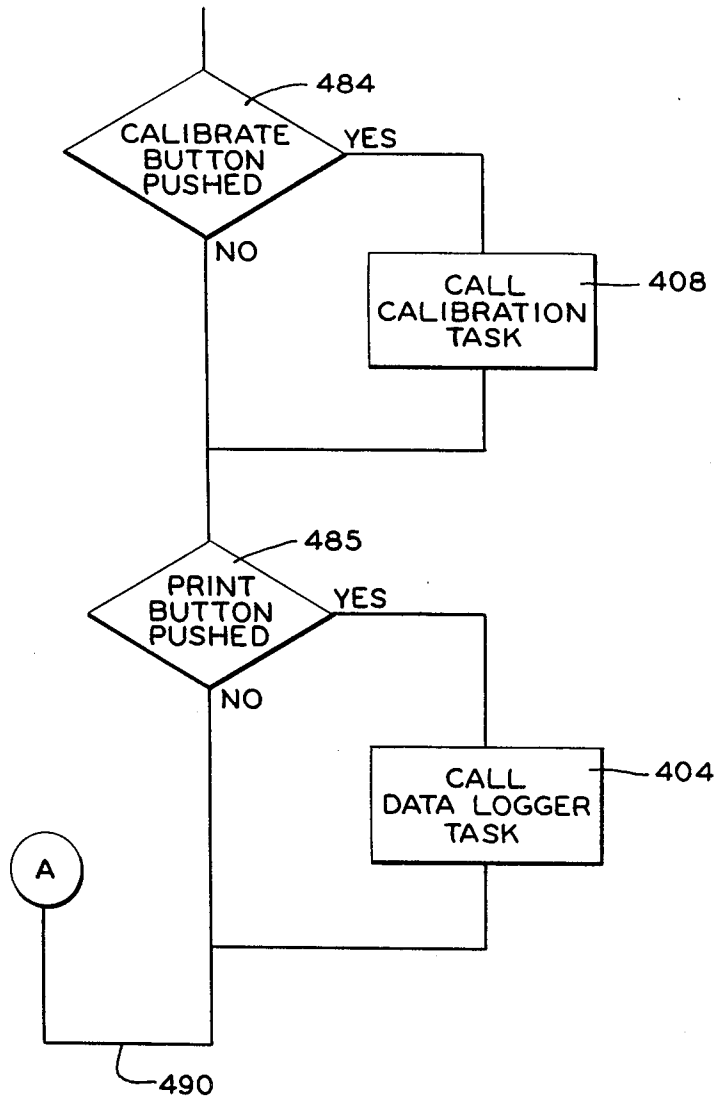 484
CALIBRATE
BUTTON
PUSHED
YES
NO
CALL
CALIBRATION
TASK
408
485
PRINT
BUTTON
PUSHED
YES
NO
CALL
DATA LOGGER
TASK
404
A
490